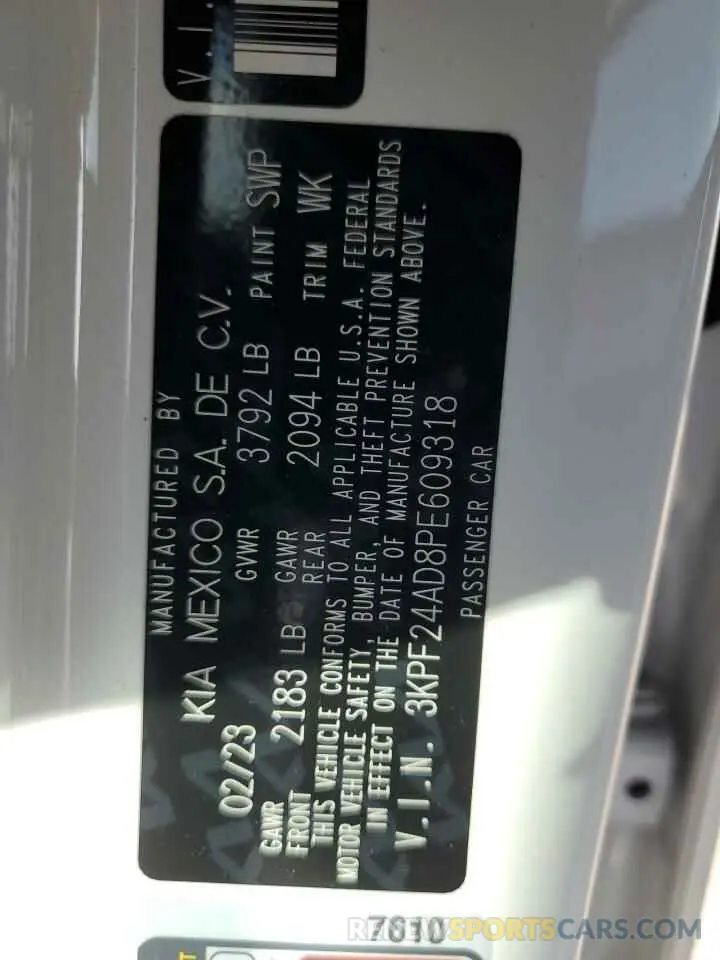 V.I.
MANUFACTURED BY
KIA MEXICO S.A. DE C.V.
02/23 GVWR 3792 LB PAINT SWP
GAWR FRONT 2183 LB GAWR REAR 2094 LB TRIM WK
THIS VEHICLE CONFORMS TO ALL APPLICABLE U.S.A. FEDERAL
MOTOR VEHICLE SAFETY, BUMPER, AND THEFT PREVENTION STANDARDS
IN EFFECT ON THE DATE OF MANUFACTURE SHOWN ABOVE.
V.I.N. 3KPF24AD8PE609318
PASSENGER CAR
7610
RENEWSPORTSCARS.COM